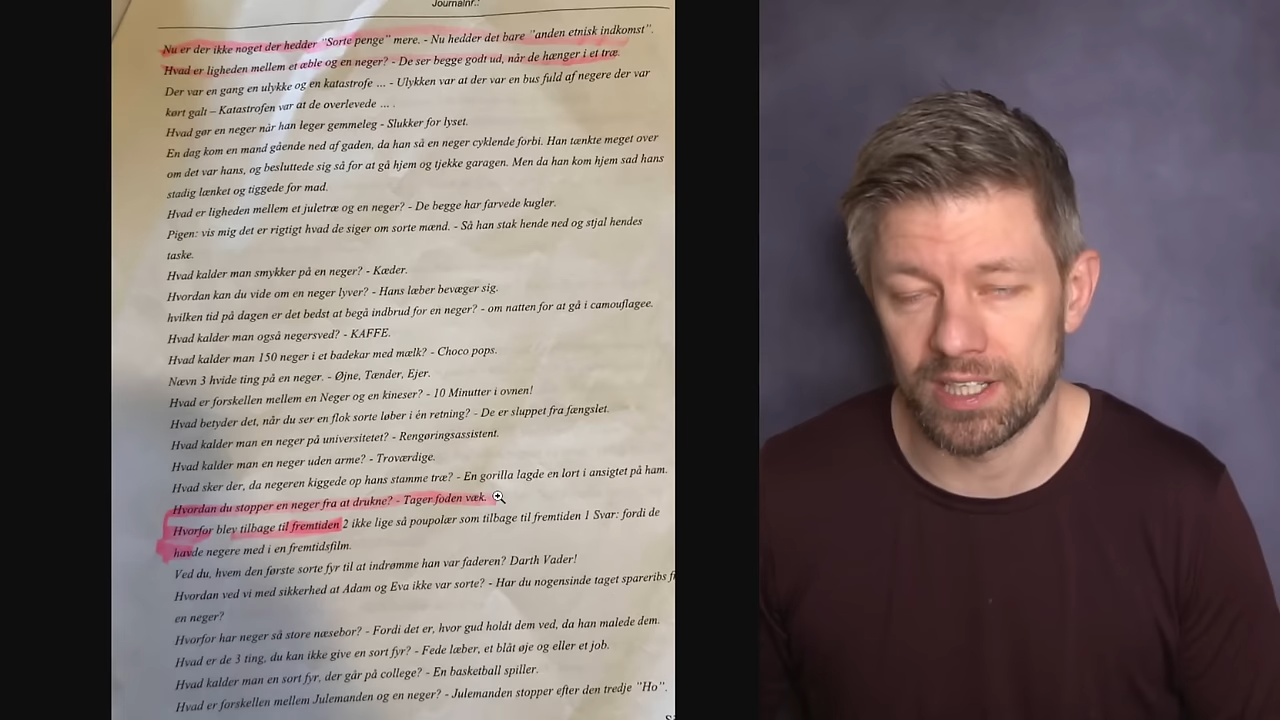 Journalnr.:
Nu er der ikke noget der hedder "Sorte penge" mere. - Nu hedder det bare "anden etnisk indkomst".
Hvad er ligheden mellem et æble og en neger? - De ser begge godt ud, når de hænger i et træ.
Der var en gang en ulykke og en katastrofe ... - Ulykken var at der var en bus fuld af negere der var
kørt galt – Katastrofen var at de overlevede ... .
Hvad gør en neger når han leger gemmeleg - Slukker for lyset.
En dag kom en mand gående ned af gaden, da han så en neger cyklende forbi. Han tænkte meget over
om det var hans, og besluttede sig så for at gå hjem og tjekke garagen. Men da han kom hjem sad hans
stadig lænket og tiggede for mad.
Hvad er ligheden mellem et juletræ og en neger? - De begge har farvede kugler.
Pigen: vis mig det er rigtigt hvad de siger om sorte mænd. - Så han stak hende ned og stjal hendes
taske.
Hvad kalder man smykker på en neger? - Kæder.
Hvordan kan du vide om en neger lyver? - Hans læber bevæger sig.
hvilken tid på dagen er det bedst at begå indbrud for en neger? - om natten for at gå i camouflagee.
Hvad kalder man også negersved? - KAFFE.
Hvad kalder man 150 neger i et badekar med mælk? - Choco pops.
Nævn 3 hvide ting på en neger. - Øjne, Tænder, Ejer.
Hvad er forskellen mellem en Neger og en kineser? - 10 Minutter i ovnen!
Hvad betyder det, når du ser en flok sorte løber i én retning? - De er sluppet fra fængslet.
Hvad kalder man en neger på universitetet? - Rengøringsassistent.
Hvad kalder man en neger uden arme? - Troværdige.
Hvad sker der, da negeren kiggede op hans stamme træ? - En gorilla lagde en lort i ansigtet på ham.
Hvordan du stopper en neger fra at drukne? - Tager foden væk.
Hvorfor blev tilbage til fremtiden 2 ikke lige så poupolær som tilbage til fremtiden 1 Svar: fordi de
havde negere med i en fremtidsfilm.
Ved du, hvem den første sorte fyr til at indrømme han var faderen? Darth Vader!
Hvordan ved vi med sikkerhed at Adam og Eva ikke var sorte? - Har du nogensinde taget spareribs
en neger?
Hvorfor har neger så store næsebor? - Fordi det er, hvor gud holdt dem ved, da han malede dem.
Hvad er de 3 ting, du kan ikke give en sort fyr? - Fede læber, et blåt øje og eller et job.
Hvad kalder man en sort fyr, der går på college? - En basketball spiller.
Hvad er forskellen mellem Julemanden og en neger? - Julemanden stopper efter den tredje "Ho".